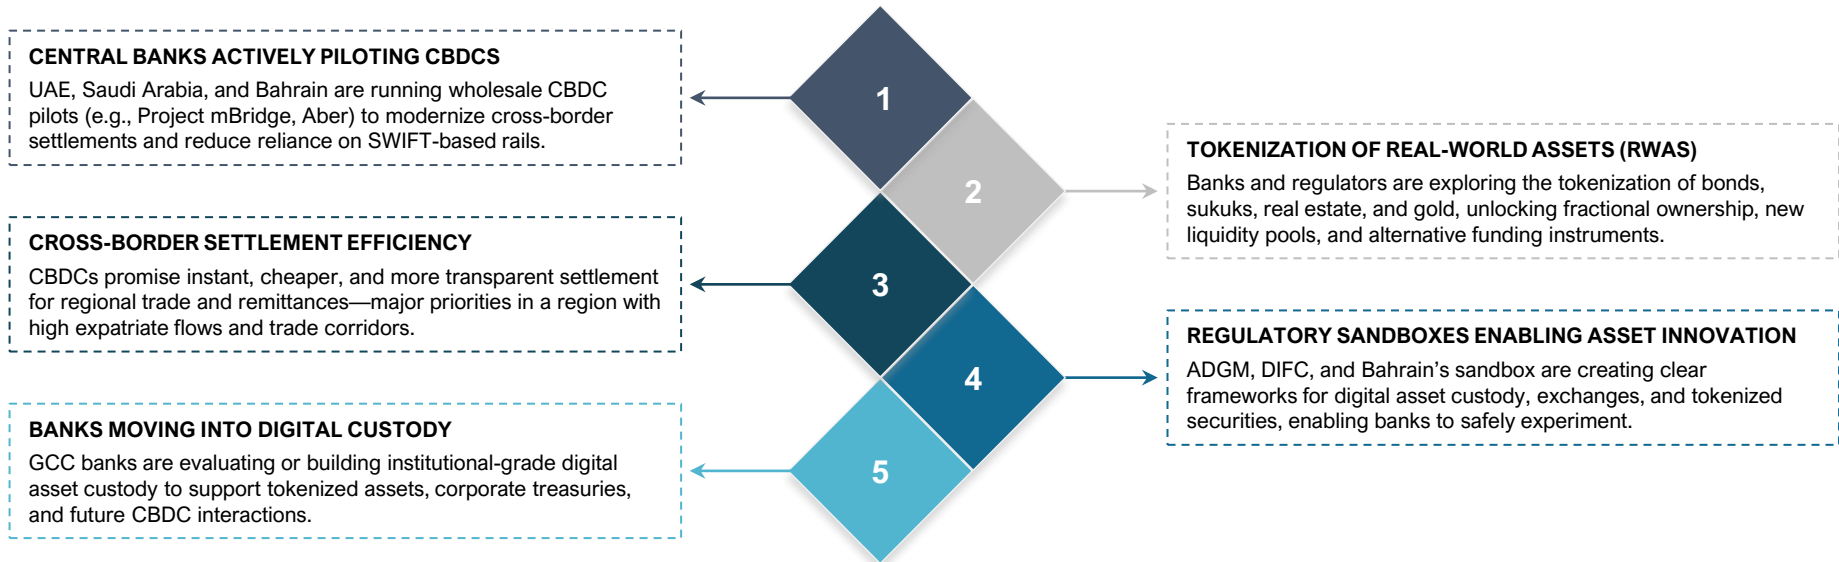 CENTRAL BANKS ACTIVELY PILOTING CBDCS
UAE, Saudi Arabia, and Bahrain are running wholesale CBDC
pilots (e.g., Project mBridge, Aber) to modernize cross-border
settlements and reduce reliance on SWIFT-based rails.
1
2
TOKENIZATION OF REAL-WORLD ASSETS (RWAS)
Banks and regulators are exploring the tokenization of bonds,
sukuks, real estate, and gold, unlocking fractional ownership, new
liquidity pools, and alternative funding instruments.
CROSS-BORDER SETTLEMENT EFFICIENCY
CBDCs promise instant, cheaper, and more transparent settlement
for regional trade and remittances—major priorities in a region with
high expatriate flows and trade corridors.
3
4
REGULATORY SANDBOXES ENABLING ASSET INNOVATION
ADGM, DIFC, and Bahrain’s sandbox are creating clear
frameworks for digital asset custody, exchanges, and tokenized
securities, enabling banks to safely experiment.
BANKS MOVING INTO DIGITAL CUSTODY
GCC banks are evaluating or building institutional-grade digital
asset custody to support tokenized assets, corporate treasuries,
and future CBDC interactions.
5